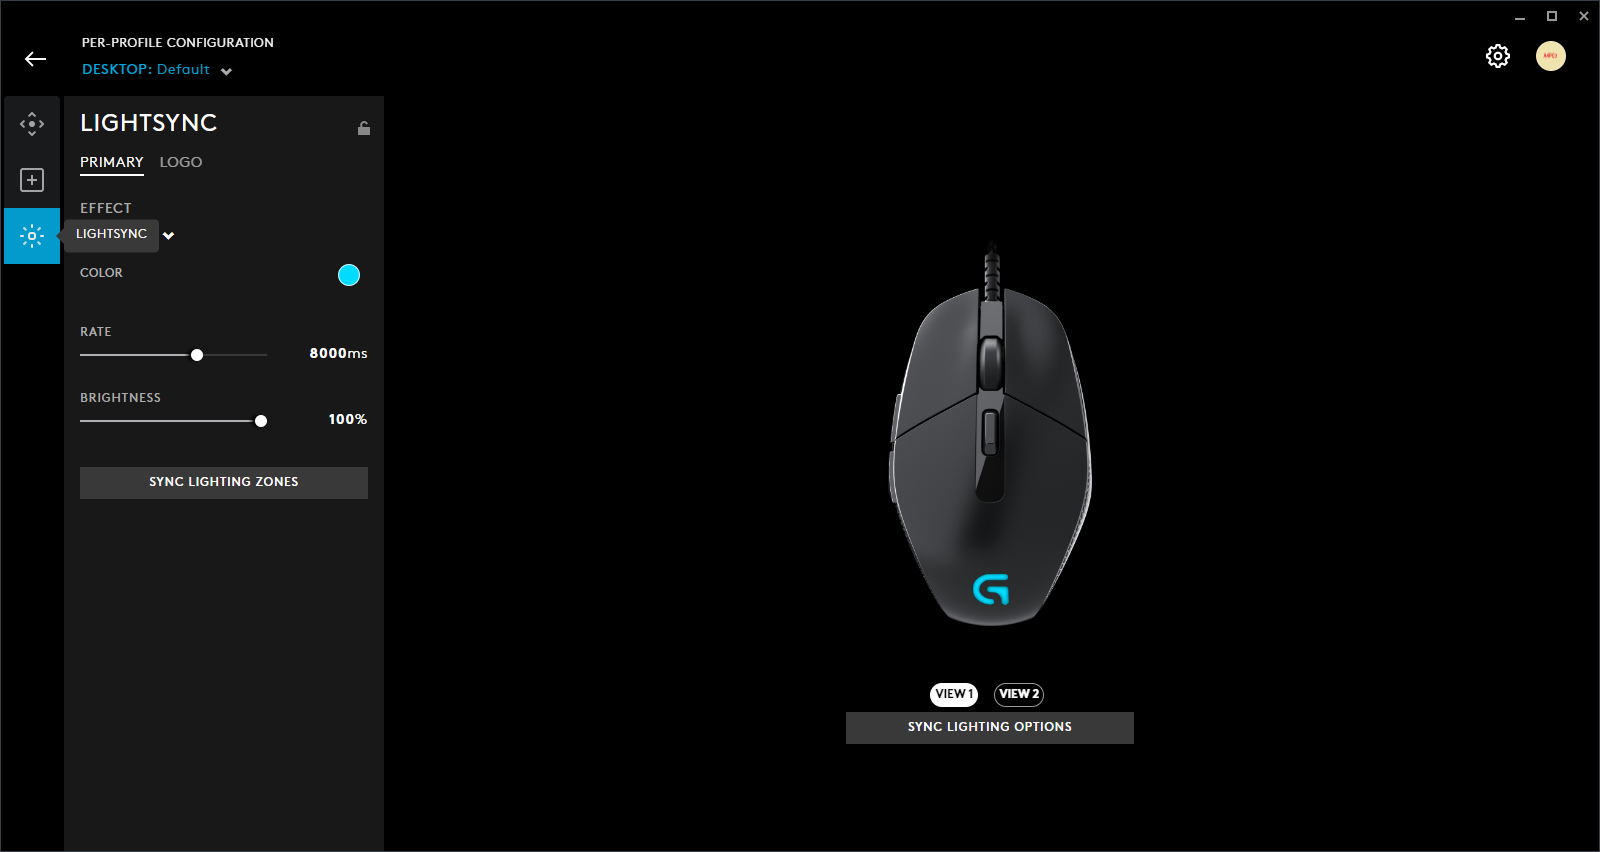 PER-PROFILE CONFIGURATION
DESKTOP: Default
LIGHTSYNC
PRIMARY LOGO
EFFECT
LIGHTSYNC
COLOR
RATE
8000ms
BRIGHTNESS
100%
SYNC LIGHTING ZONES
VIEW 1 VIEW 2
SYNC LIGHTING OPTIONS